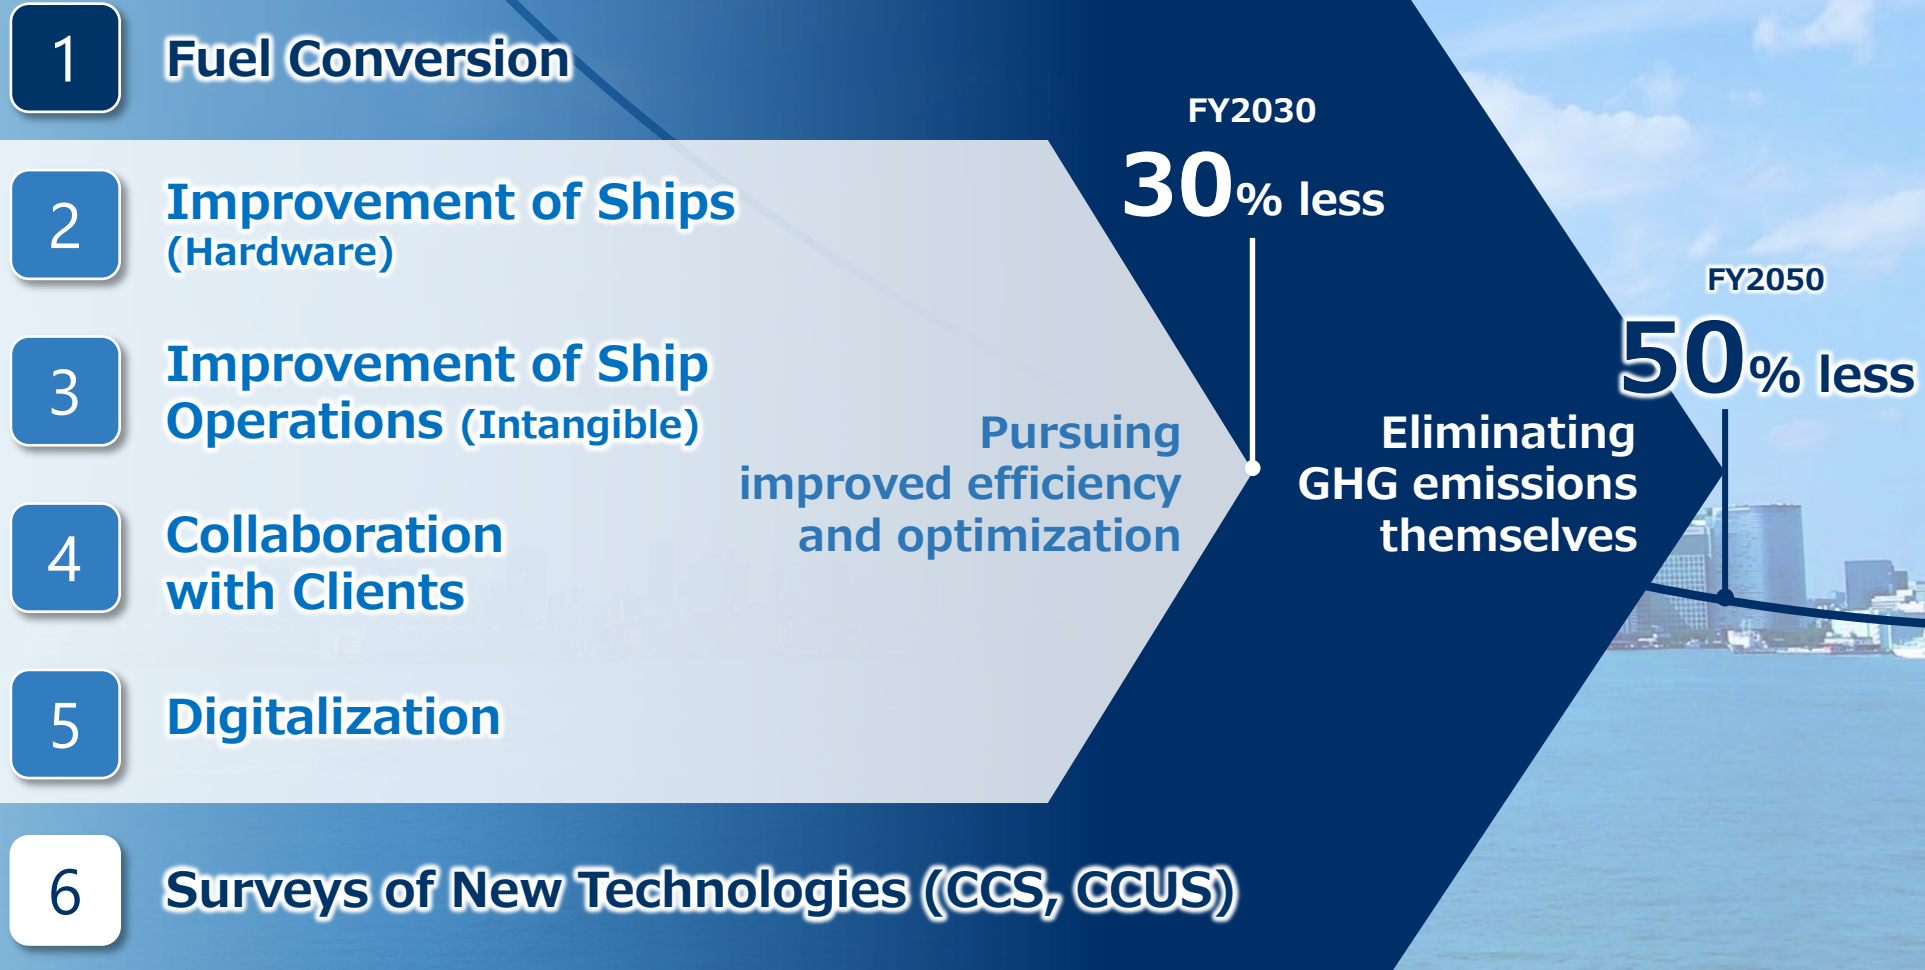 1
Fuel Conversion
2
Improvement of Ships
(Hardware)
3
Improvement of Ship
Operations (Intangible)
4
Collaboration
with Clients
5
Digitalization
6
Surveys of New Technologies (CCS, CCUS)
Pursuing
improved efficiency
and optimization
FY2030
30% less
Eliminating
GHG emissions
themselves
FY2050
50% less